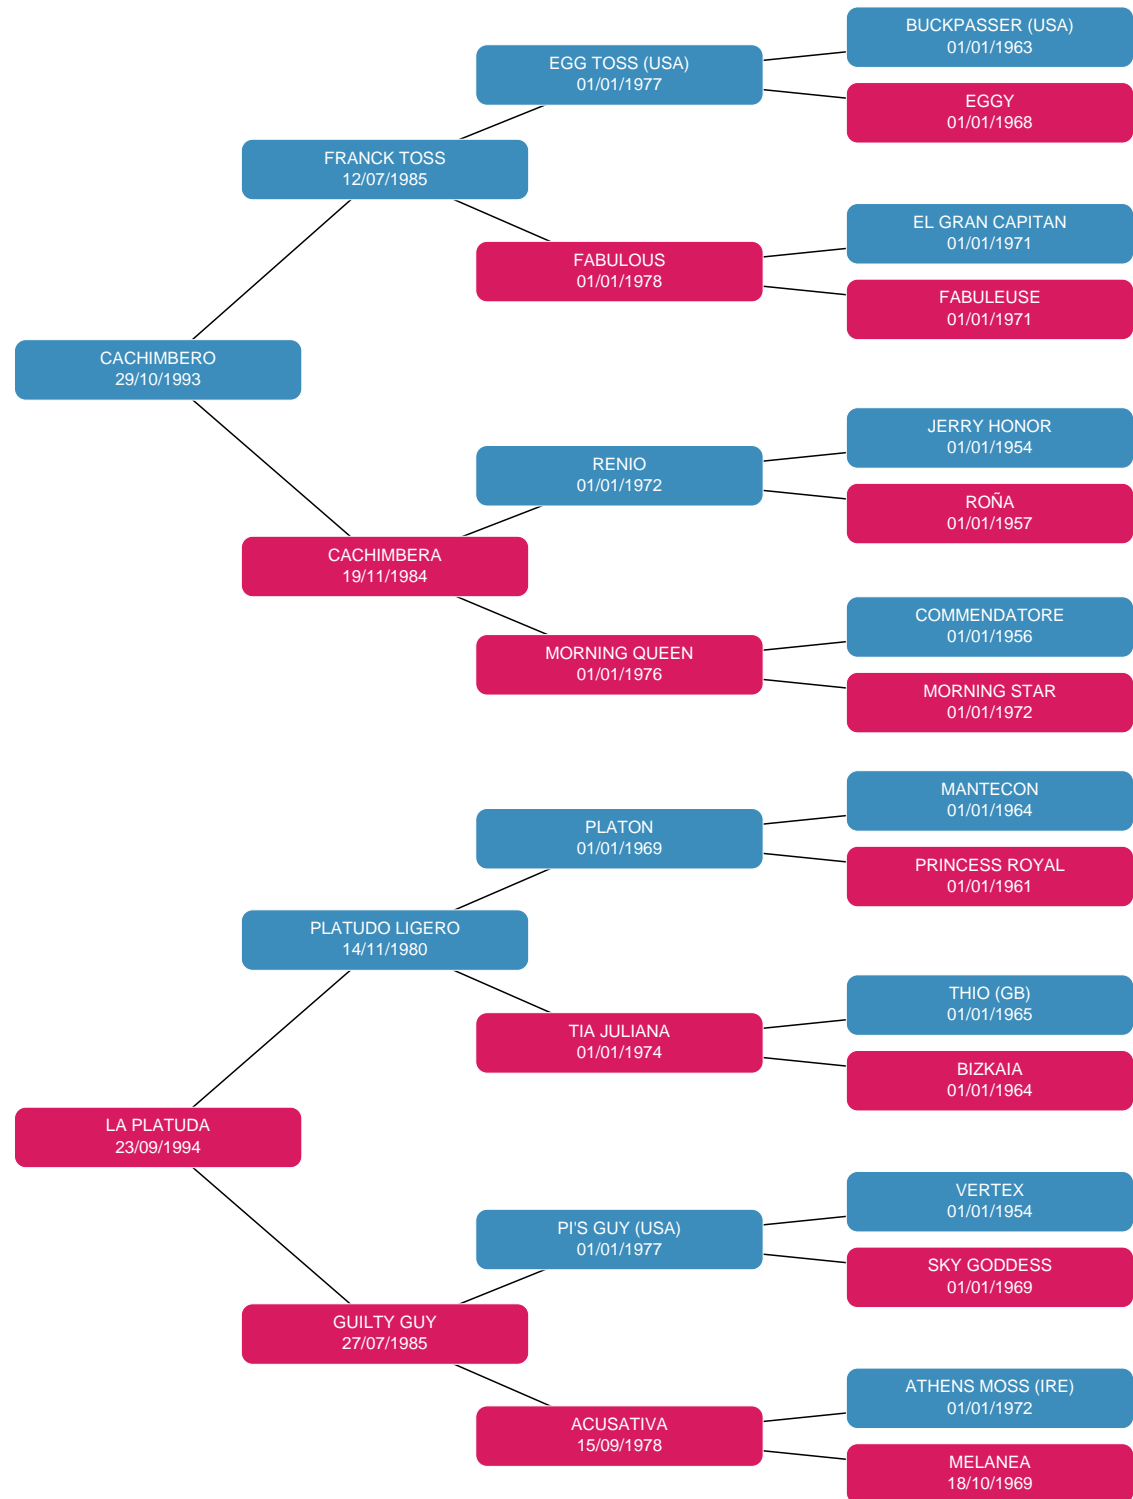 BUCKPASSER (USA)
01/01/1963
EGG TOSS (USA)
01/01/1977
EGGY
01/01/1968
FRANCK TOSS
12/07/1985
EL GRAN CAPITAN
01/01/1971
FABULOUS
01/01/1978
FABULEUSE
01/01/1971
CACHIMBERO
29/10/1993
JERRY HONOR
01/01/1954
RENIO
01/01/1972
ROÑA
01/01/1957
CACHIMBERA
19/11/1984
COMMENDATORE
01/01/1956
MORNING QUEEN
01/01/1976
MORNING STAR
01/01/1972
MANTECON
01/01/1964
PLATON
01/01/1969
PRINCESS ROYAL
01/01/1961
PLATUDO LIGERO
14/11/1980
THIO (GB)
01/01/1965
TIA JULIANA
01/01/1974
BIZKAIA
01/01/1964
LA PLATUDA
23/09/1994
VERTEX
01/01/1954
PI'S GUY (USA)
01/01/1977
SKY GODDESS
01/01/1969
GUILTY GUY
27/07/1985
ATHENS MOSS (IRE)
01/01/1972
ACUSATIVA
15/09/1978
MELANEA
18/10/1969